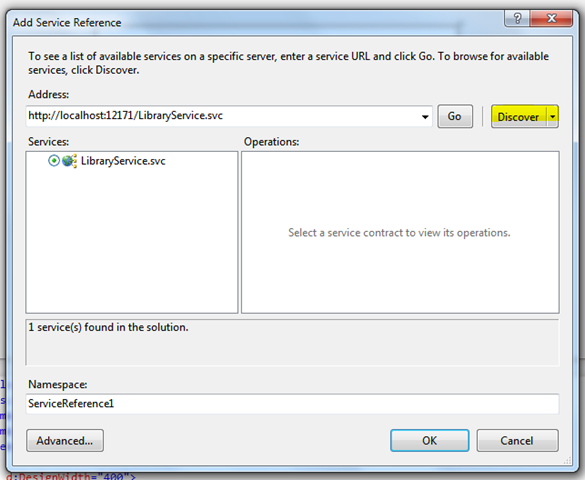 Add Service Reference
?
To see a list of available services on a specific server, enter a service URL and click Go. To browse for available
services, click Discover.
Address:
http://localhost:12171/LibraryService.svc
Go
Discover
Services:
Operations:
LibraryService.svc
Select a service contract to view its operations.
1 service(s) found in the solution.
Namespace:
ServiceReference1
Advanced...
OK
Cancel
d:DesignWidth="400">